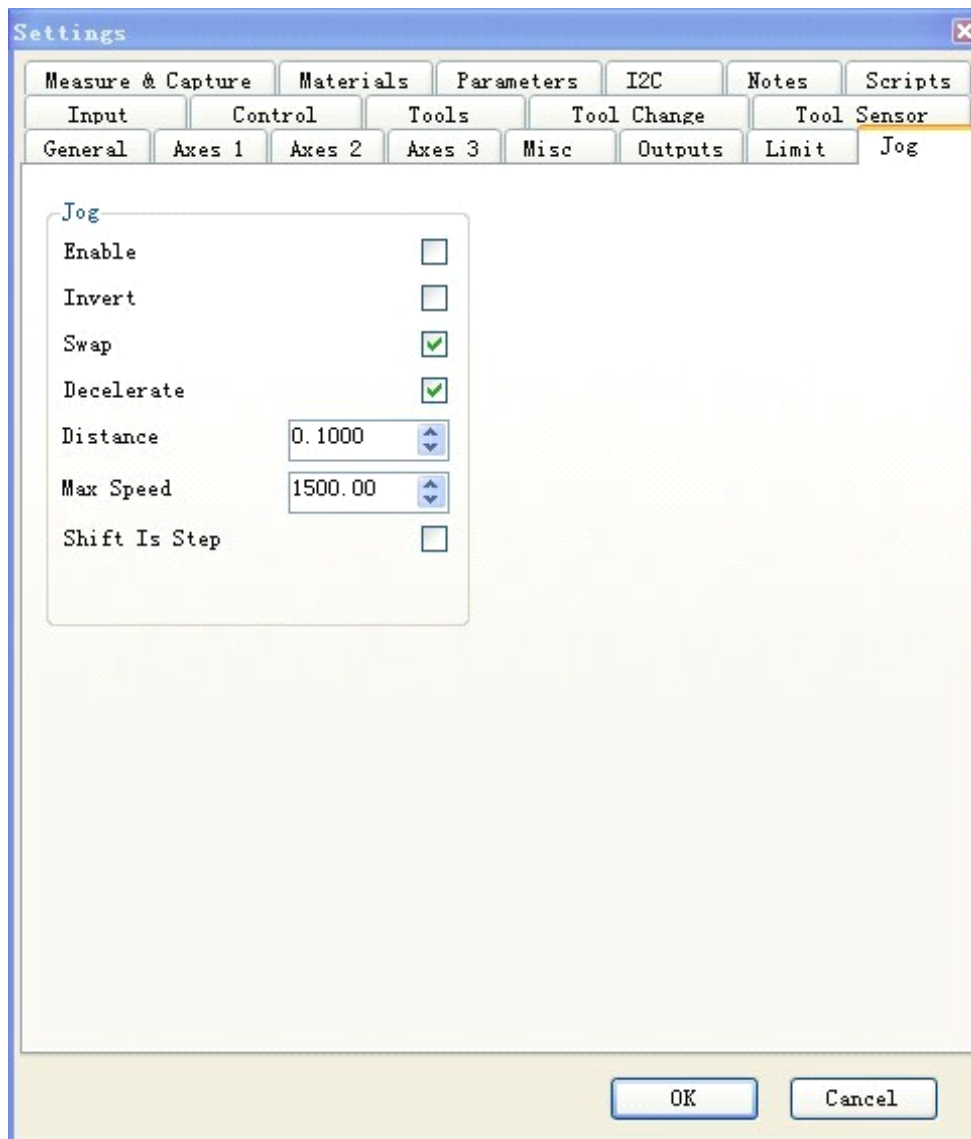 Settings
Measure & Capture Materials Parameters I2C Notes Scripts
Input Control Tools Tool Change Tool Sensor
General Axes 1 Axes 2 Axes 3 Misc Outputs Limit Jog
Jog
Enable
Invert
Swap
Decelerate
Distance 0.1000
Max Speed 1500.00
Shift Is Step
OK Cancel